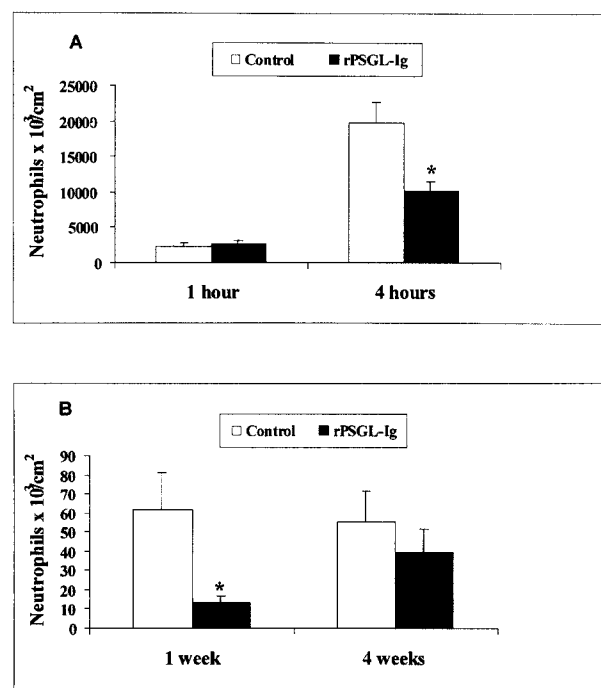 A
Control rPSGL-Ig
Neutrophils x 10³/cm²
25000
20000
15000
10000
5000
0
*
1 hour 4 hours
B
Control rPSGL-Ig
Neutrophils x 10³/cm²
90
80
70
60
50
40
30
20
10
0
*
1 week 4 weeks